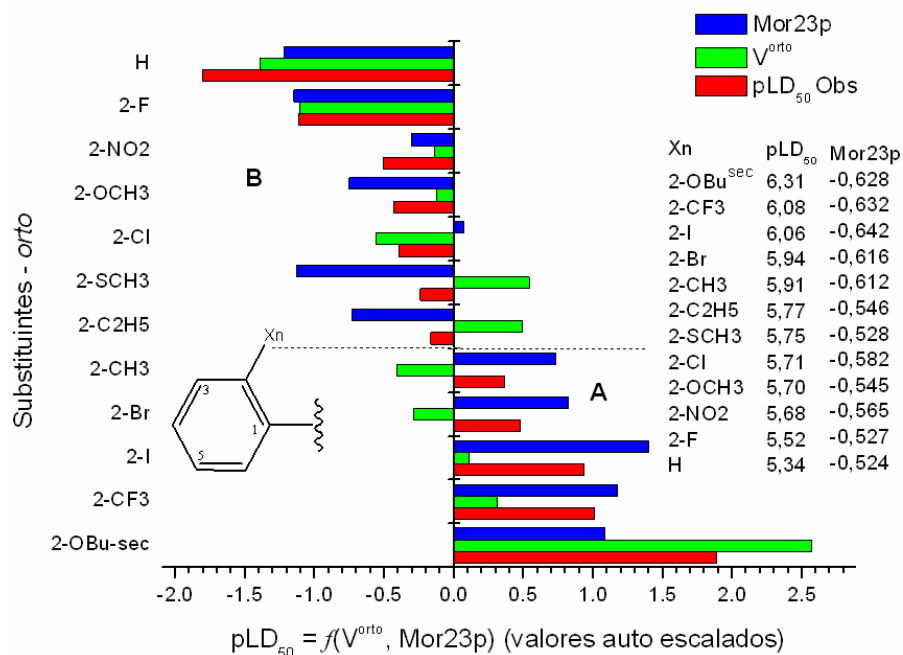 Mor23p
V^orto
pLD50 Obs
H
2-F
2-NO2
2-OCH3
2-Cl
2-SCH3
2-C2H5
2-CH3
2-Br
2-I
2-CF3
2-OBu-sec
Substituintes - orto
B
A
Xn
3
1
5
Xn pLD50 Mor23p
2-OBu^sec 6,31 -0,628
2-CF3 6,08 -0,632
2-I 6,06 -0,642
2-Br 5,94 -0,616
2-CH3 5,91 -0,612
2-C2H5 5,77 -0,546
2-SCH3 5,75 -0,528
2-Cl 5,71 -0,582
2-OCH3 5,70 -0,545
2-NO2 5,68 -0,565
2-F 5,52 -0,527
H 5,34 -0,524
-2.0 -1.5 -1.0 -0.5 0.0 0.5 1.0 1.5 2.0 2.5
pLD50 = f(V^orto, Mor23p) (valores auto escalados)